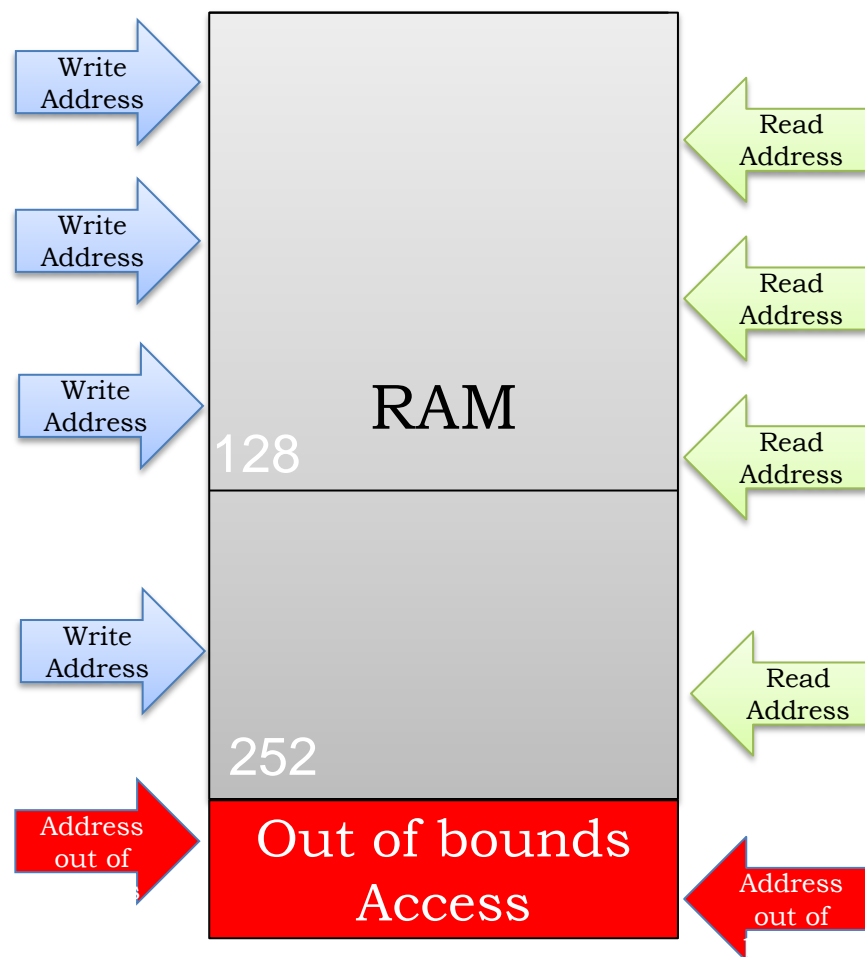 Write
Address
Read
Address
Write
Address
Read
Address
Write
Address
RAM
128
Read
Address
Write
Address
Read
Address
252
Address
out of
Out of bounds
Access
Address
out of